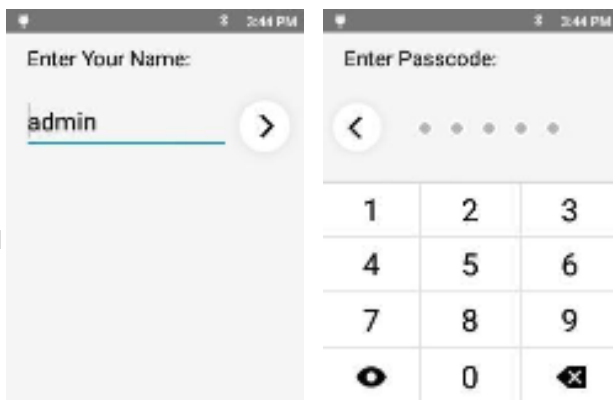 3:44 PM
Enter Your Name:
admin
3:44 PM
Enter Passcode:
1 2 3
4 5 6
7 8 9
0